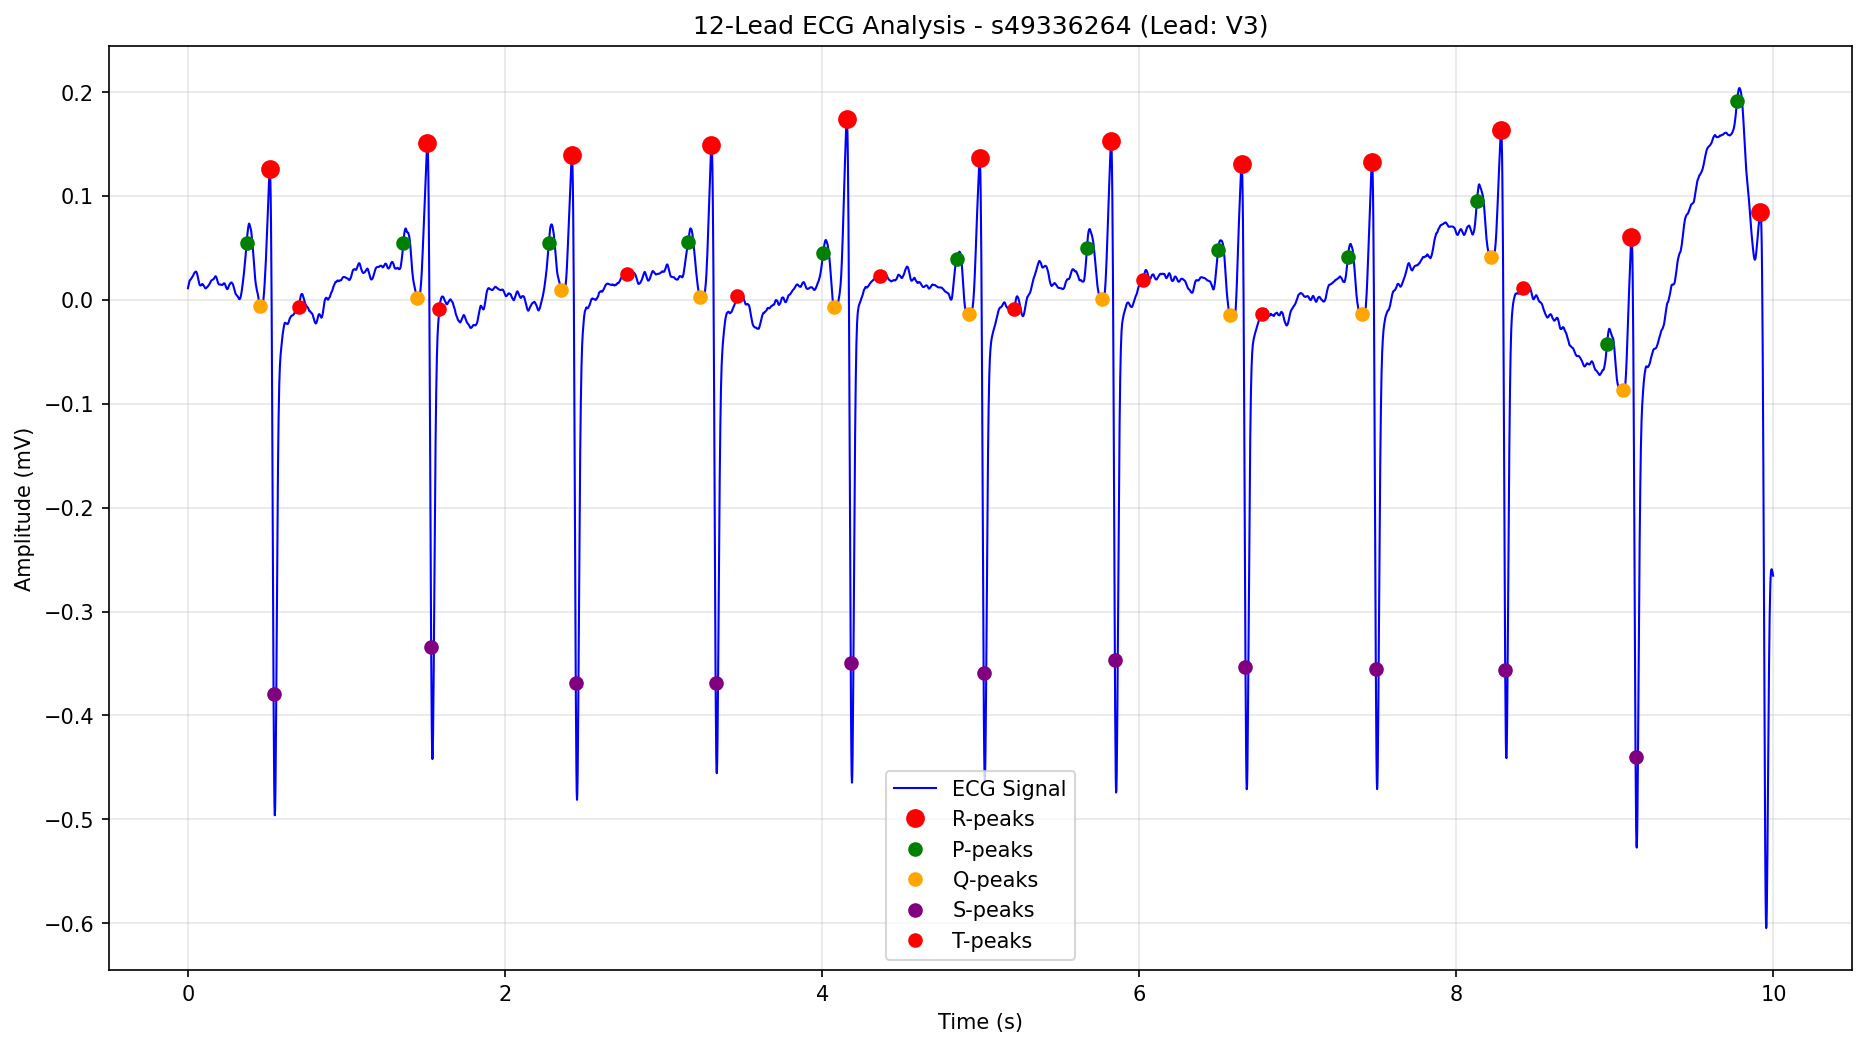 12-Lead ECG Analysis - s49336264 (Lead: V3)
0.2
0.1
0.0
−0.1
−0.2
−0.3
−0.4
−0.5
−0.6
Amplitude (mV)
ECG Signal
R-peaks
P-peaks
Q-peaks
S-peaks
T-peaks
0 2 4 6 8 10
Time (s)